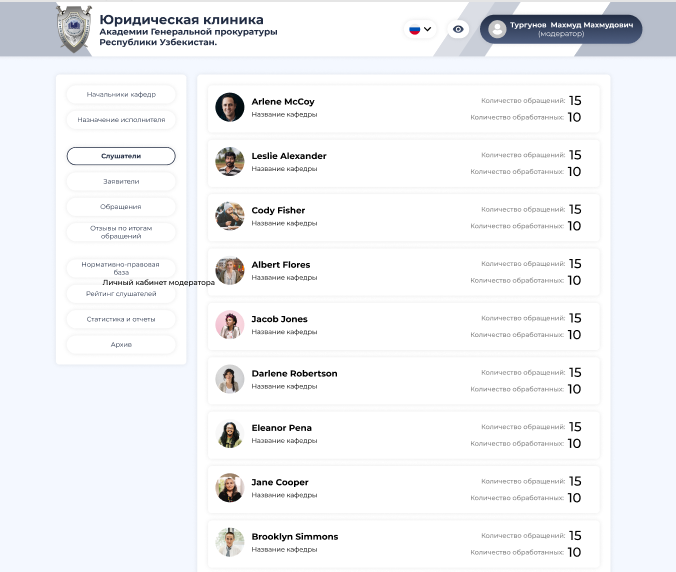 Юридическая клиника
Академии Генеральной прокуратуры
Республики Узбекистан.
Тургунов Махмуд Махмудович
(модератор)
Начальники кафедр
Назначение исполнителя
Слушатели
Заявители
Обращения
Отзывы по итогам
обращений
Нормативно-правовая
база
Личный кабинет модератора
Рейтинг слушателей
Статистика и отчеты
Архив
Arlene McCoy
Название кафедры
Количество обращений: 15
Количество обработанных: 10
Leslie Alexander
Название кафедры
Количество обращений: 15
Количество обработанных: 10
Cody Fisher
Название кафедры
Количество обращений: 15
Количество обработанных: 10
Albert Flores
Название кафедры
Количество обращений: 15
Количество обработанных: 10
Jacob Jones
Название кафедры
Количество обращений: 15
Количество обработанных: 10
Darlene Robertson
Название кафедры
Количество обращений: 15
Количество обработанных: 10
Eleanor Pena
Название кафедры
Количество обращений: 15
Количество обработанных: 10
Jane Cooper
Название кафедры
Количество обращений: 15
Количество обработанных: 10
Brooklyn Simmons
Название кафедры
Количество обращений: 15
Количество обработанных: 10